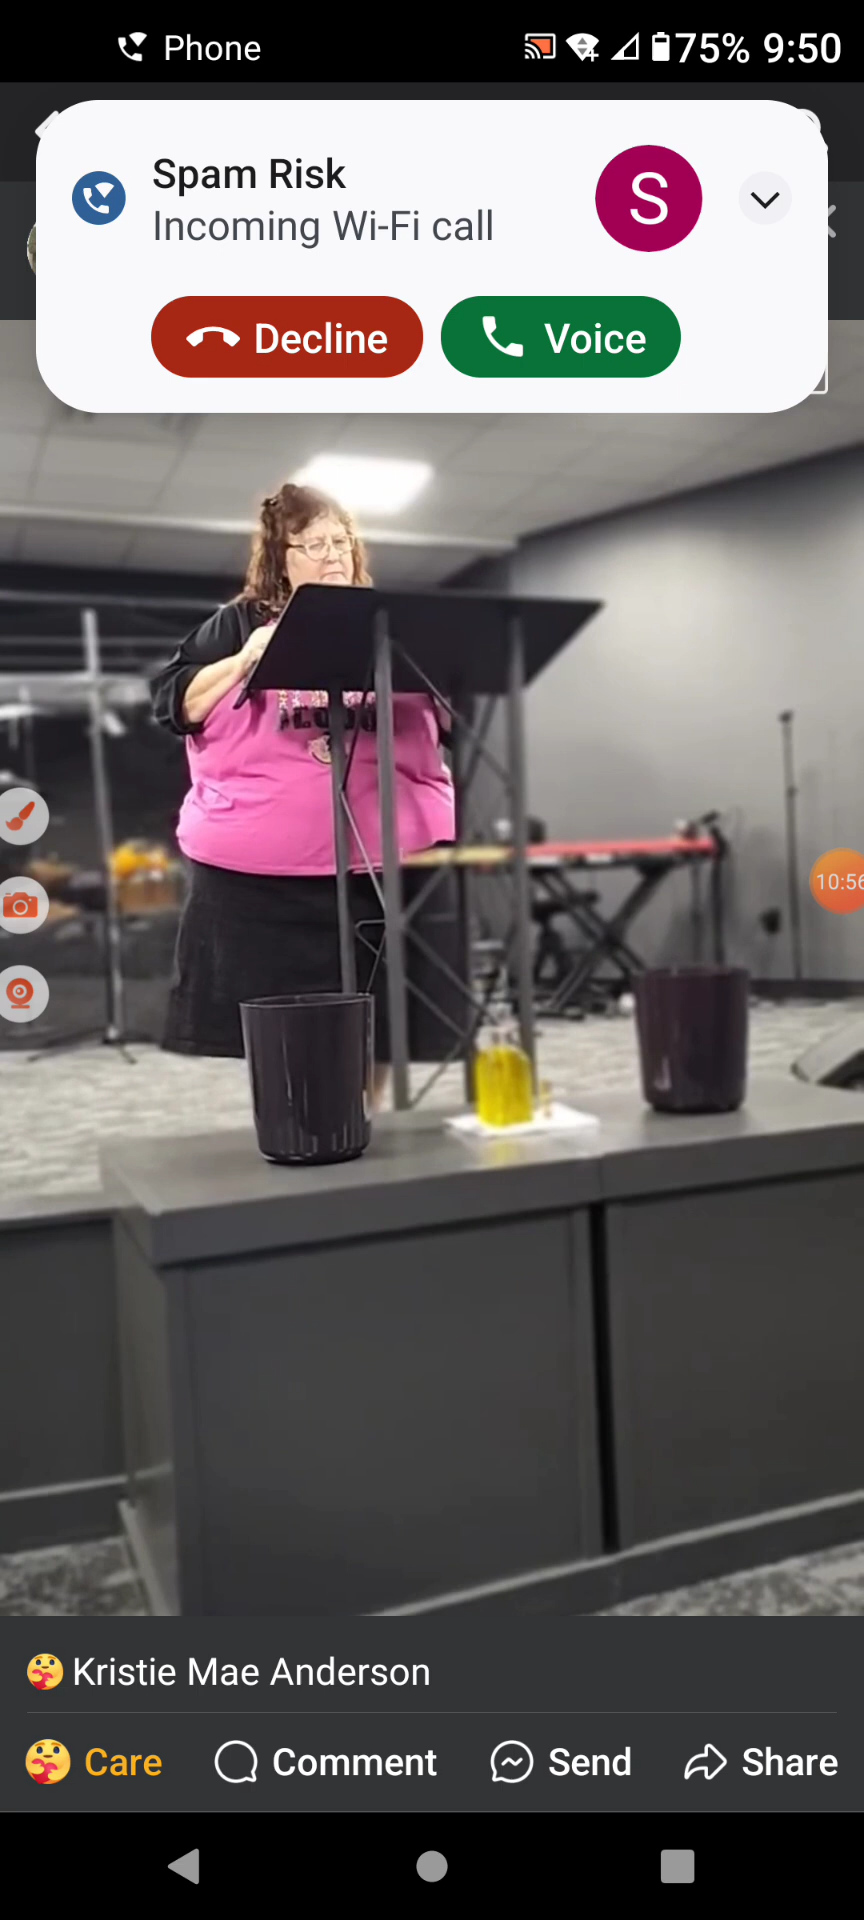 Phone
75% 9:50
Spam Risk
Incoming Wi-Fi call
S
Decline
Voice
10:56
Kristie Mae Anderson
Care
Comment
Send
Share